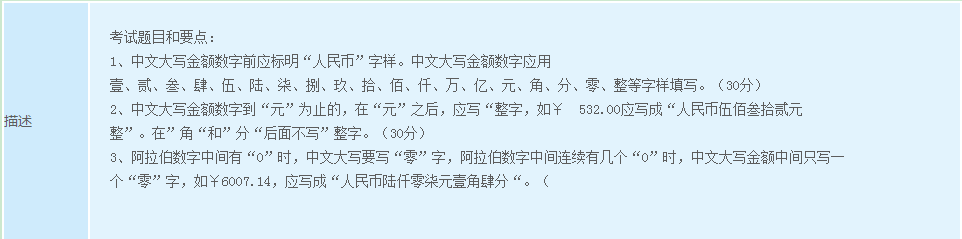 考试题目和要点：
1、中文大写金额数字前应标明“人民币”字样。中文大写金额数字应用
壹、贰、叁、肆、伍、陆、柒、捌、玖、拾、佰、仟、万、亿、元、角、分、零、整等字样填写。（30分）
2、中文大写金额数字到“元”为止的，在“元”之后，应写“整字，如￥ 532.00应写成“人民币伍佰叁拾贰元
描述
整”。在”角“和”分“后面不写”整字。（30分）
3、阿拉伯数字中间有“0”时，中文大写要写“零”字，阿拉伯数字中间连续有几个“0”时，中文大写金额中间只写一
个“零”字，如￥6007.14，应写成“人民币陆仟零柒元壹角肆分“。（